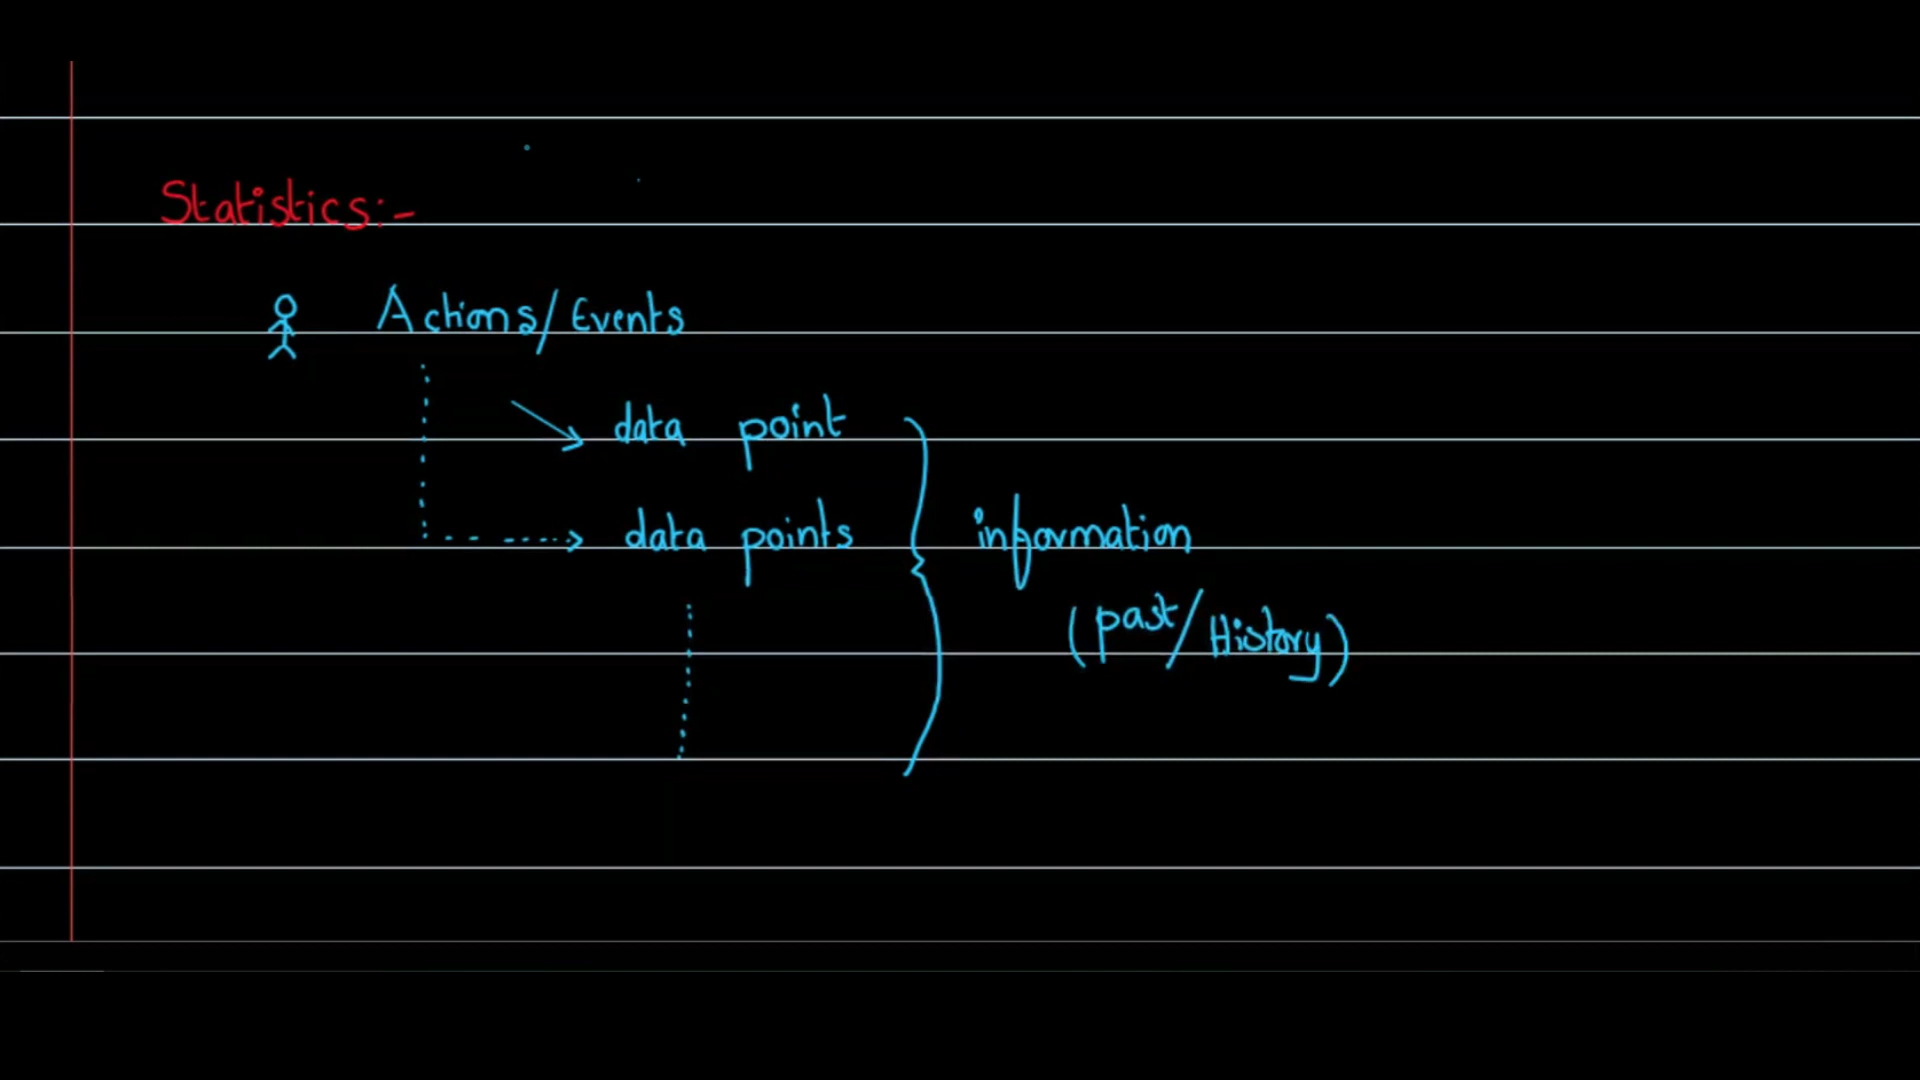 Statistics:-
Actions/Events
data point
data points
information
(past/History)